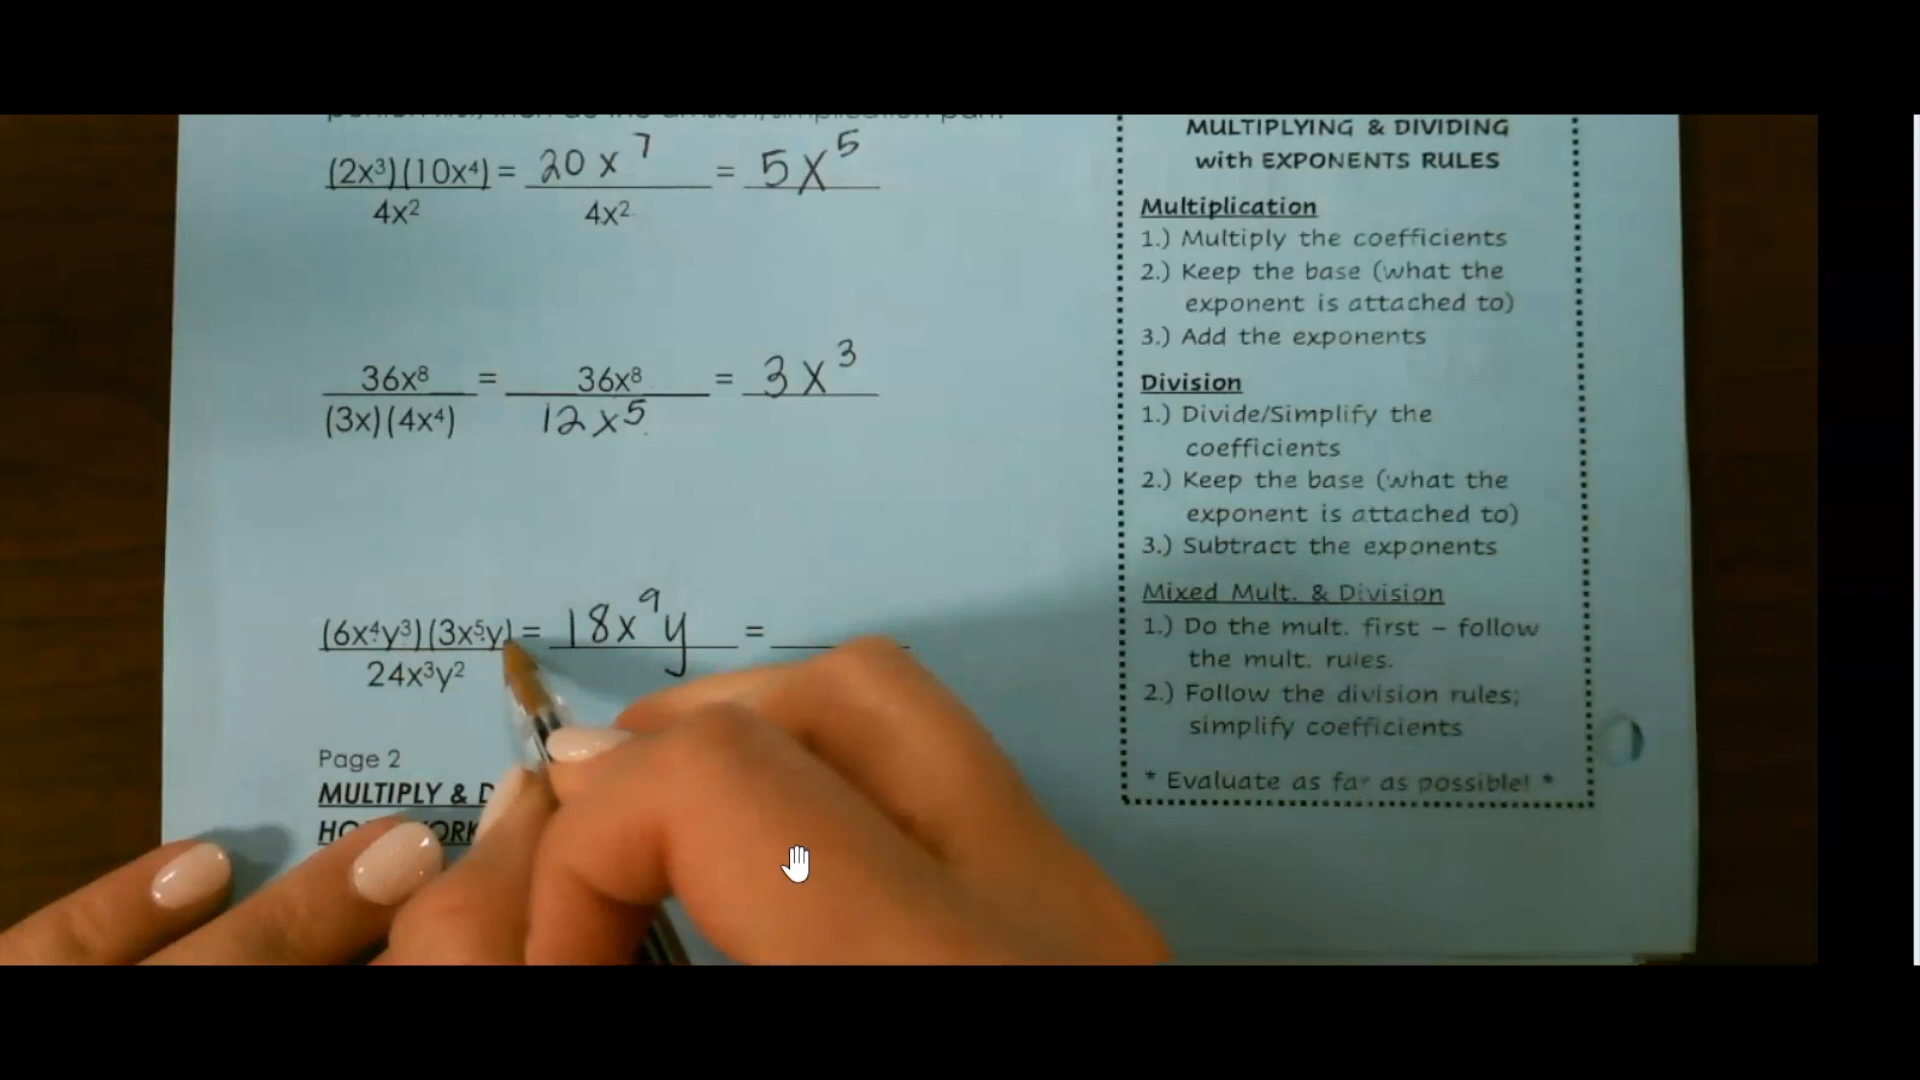 (2x³)(10x⁴) = 20x⁷ = 5x⁵
4x² 4x²
36x⁸ = 36x⁸ = 3x³
(3x)(4x⁴) 12x⁵
(6x⁴y³)(3x⁵y) = 18x⁹y =
24x³y²
Page 2
MULTIPLY & D
MULTIPLYING & DIVIDING
with EXPONENTS RULES
Multiplication
1.) Multiply the coefficients
2.) Keep the base (what the
exponent is attached to)
3.) Add the exponents
Division
1.) Divide/Simplify the
coefficients
2.) Keep the base (what the
exponent is attached to)
3.) Subtract the exponents
Mixed Mult. & Division
1.) Do the mult. first – follow
the mult. rules.
2.) Follow the division rules;
simplify coefficients
* Evaluate as far as possible! *